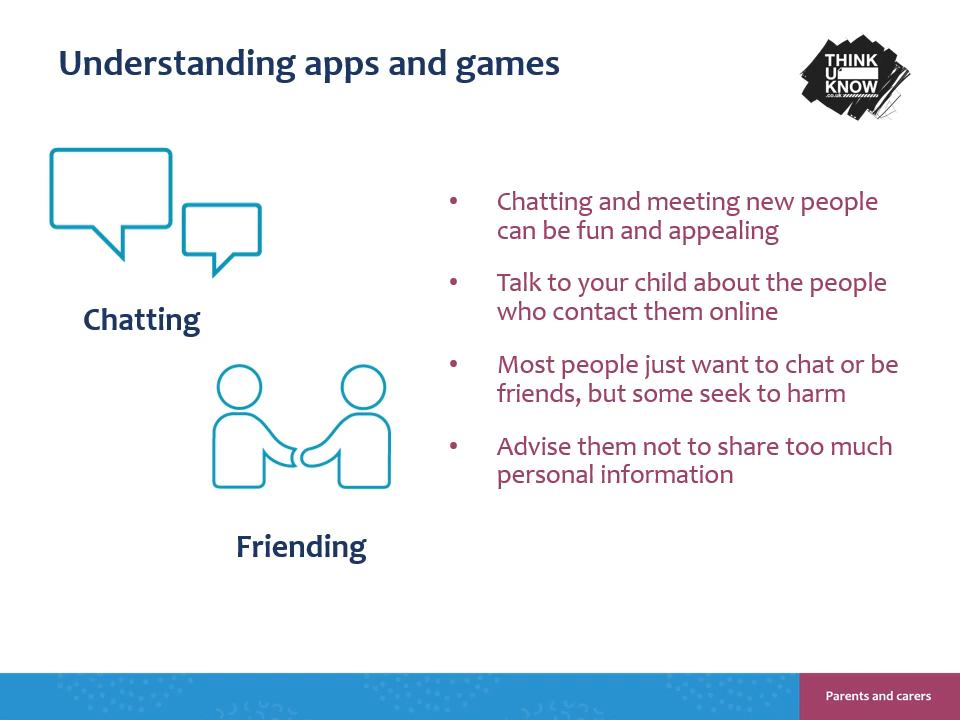 Understanding apps and games
THINK
U
KNOW
.co.uk
Chatting
Friending
• Chatting and meeting new people
can be fun and appealing
• Talk to your child about the people
who contact them online
• Most people just want to chat or be
friends, but some seek to harm
• Advise them not to share too much
personal information
Parents and carers